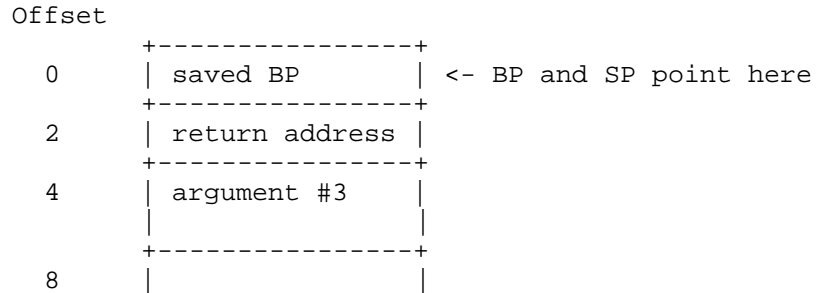 Offset
+----------------+
0 | saved BP | <- BP and SP point here
+----------------+
2 | return address |
+----------------+
4 | argument #3 |
| |
+----------------+
8 | |